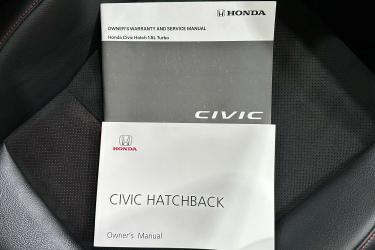 HONDA
OWNER'S WARRANTY AND SERVICE MANUAL
Honda Civic Hatch 1.5L Turbo
CIVIC
HONDA
CIVIC HATCHBACK
Owner's Manual